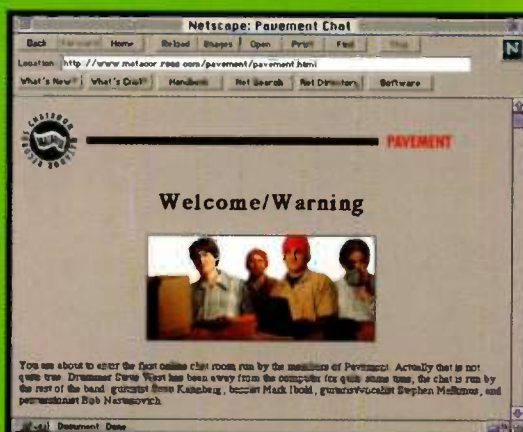 Netscape: Pavement Chat
Back Forward Home Reload Images Open Print Find Stop
Location: http://www.matador.recs.com/pavement/pavement.html
What's New? What's Cool? Handbook Net Search Net Directory Software
MATADOR RECORDS CHATROOM
PAVEMENT
Welcome/Warning
You are about to enter the first online chat room run by the members of Pavement. Actually that is not
quite true. Drummer Steve West has been away from the computer for quite some time, the chat is run by
the rest of the band, guitarist Scott Kannberg, bassist Mark Ibold, guitarist/vocalist Stephen Malkmus, and
percussionist Bob Nastanovich.
Document: Done